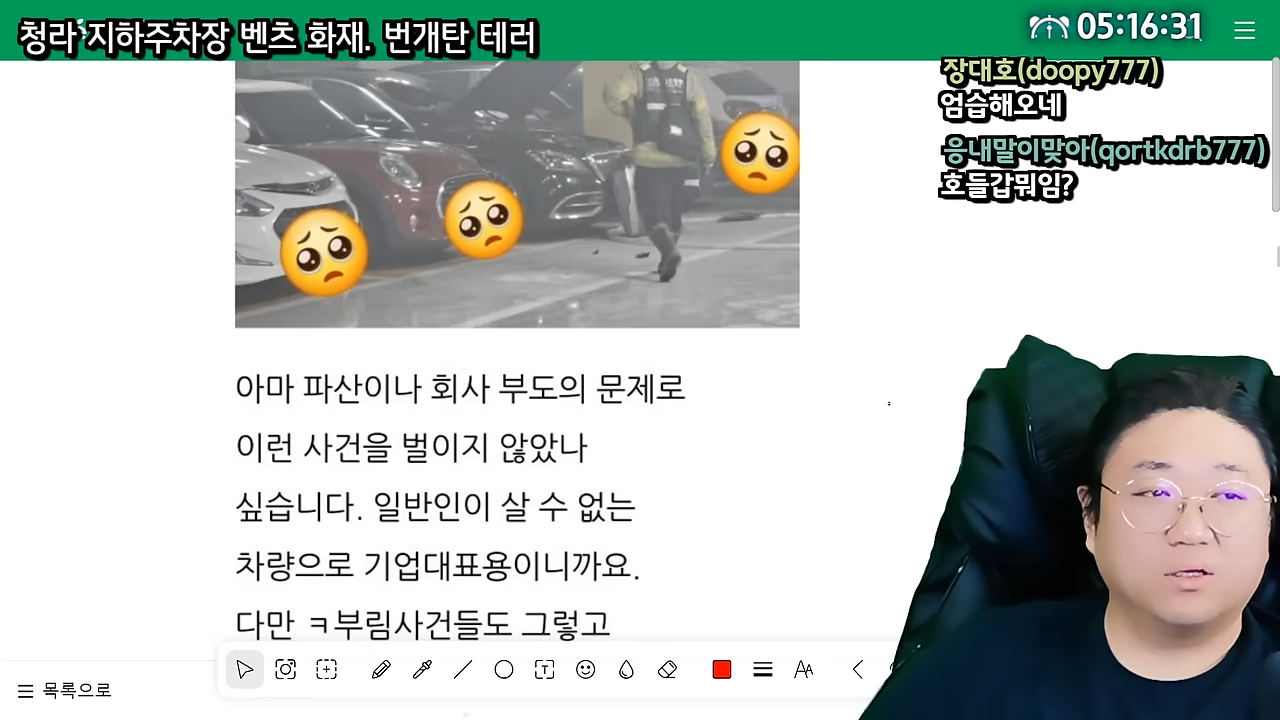 청라 지하주차장 벤츠 화재. 번개탄 테러
05:16:31
장대호(doopy777)
엄습해오네
응내말이맞아(qortkdrb777)
호들갑뭐임?
아마 파산이나 회사 부도의 문제로
이런 사건을 벌이지 않았나
싶습니다. 일반인이 살 수 없는
차량으로 기업대표용이니까요.
다만 ㅋ부림사건들도 그렇고
목록으로